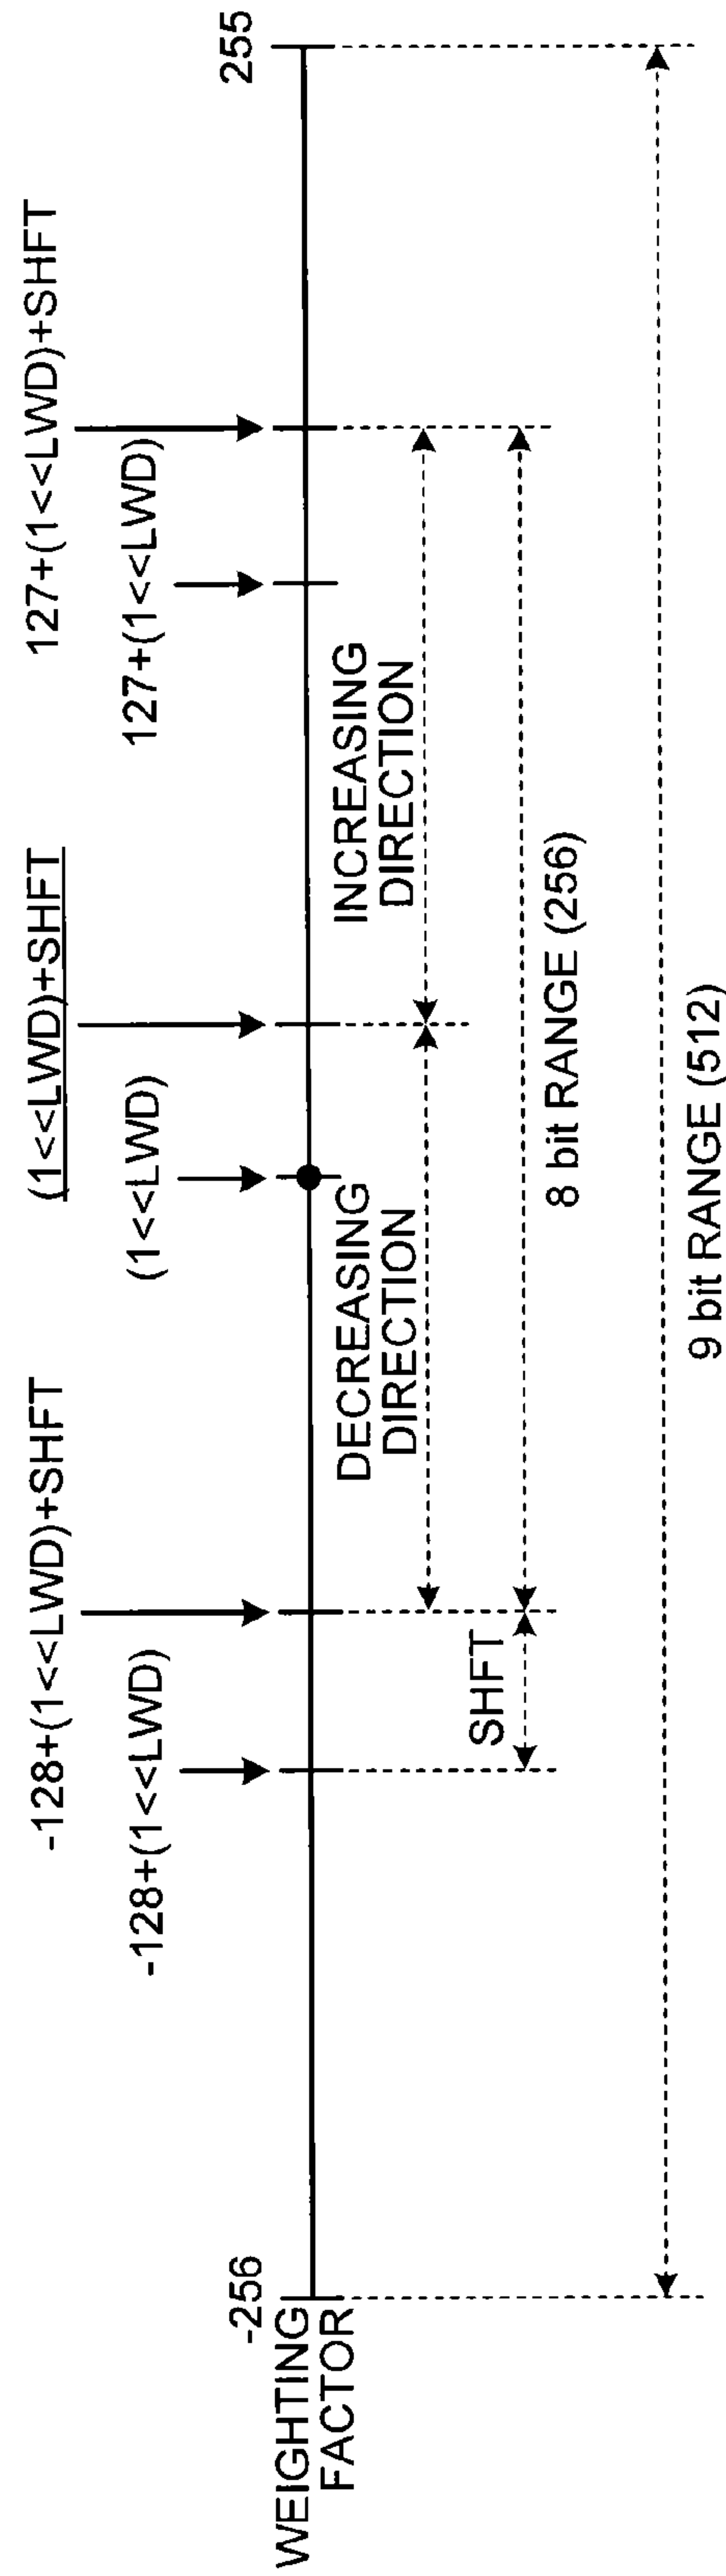 -128+(1<<LWD)+SHFT
(1<<LWD)+SHFT
127+(1<<LWD)+SHFT
-128+(1<<LWD)
(1<<LWD)
127+(1<<LWD)
-256
255
WEIGHTING
FACTOR
DECREASING
DIRECTION
INCREASING
DIRECTION
SHFT
8 bit RANGE (256)
9 bit RANGE (512)